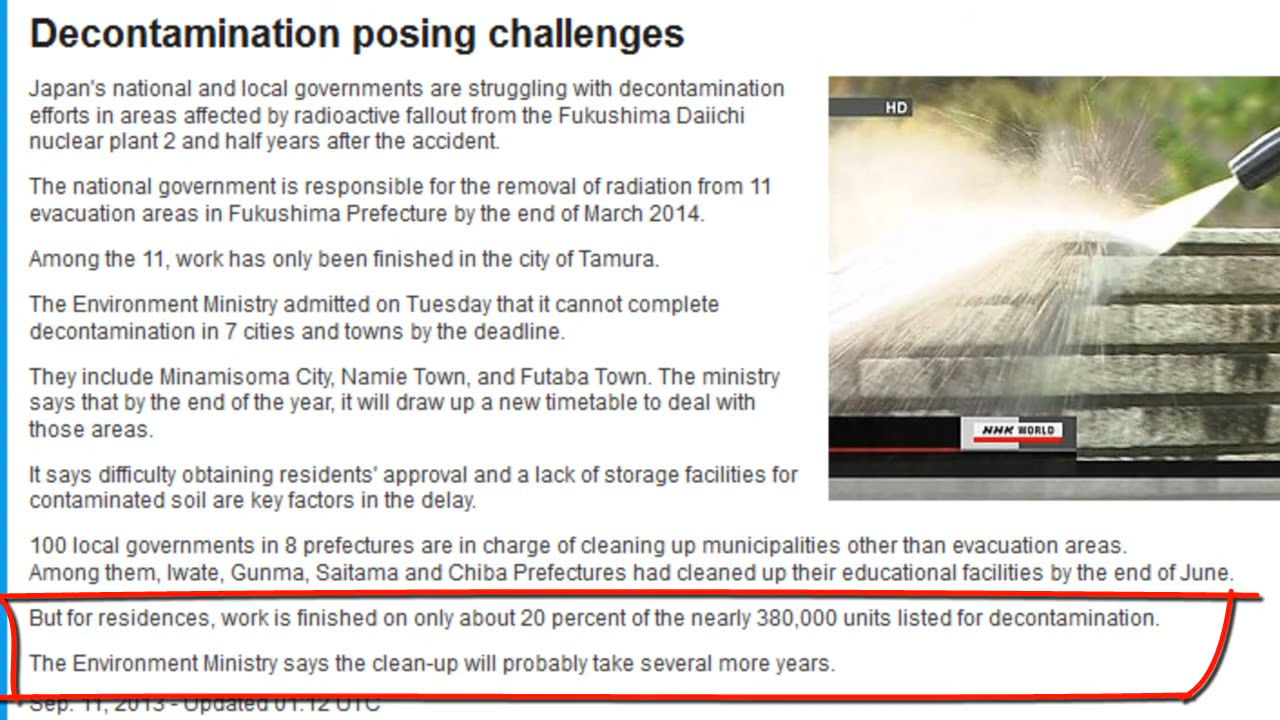 Decontamination posing challenges
Japan's national and local governments are struggling with decontamination
efforts in areas affected by radioactive fallout from the Fukushima Daiichi
nuclear plant 2 and half years after the accident.
The national government is responsible for the removal of radiation from 11
evacuation areas in Fukushima Prefecture by the end of March 2014.
Among the 11, work has only been finished in the city of Tamura.
The Environment Ministry admitted on Tuesday that it cannot complete
decontamination in 7 cities and towns by the deadline.
They include Minamisoma City, Namie Town, and Futaba Town. The ministry
says that by the end of the year, it will draw up a new timetable to deal with
those areas.
It says difficulty obtaining residents' approval and a lack of storage facilities for
contaminated soil are key factors in the delay.
HD
NHK WORLD
100 local governments in 8 prefectures are in charge of cleaning up municipalities other than evacuation areas.
Among them, Iwate, Gunma, Saitama and Chiba Prefectures had cleaned up their educational facilities by the end of June.
But for residences, work is finished on only about 20 percent of the nearly 380,000 units listed for decontamination.
The Environment Ministry says the clean-up will probably take several more years.
Sep. 11, 2013 - Updated 01:12 UTC